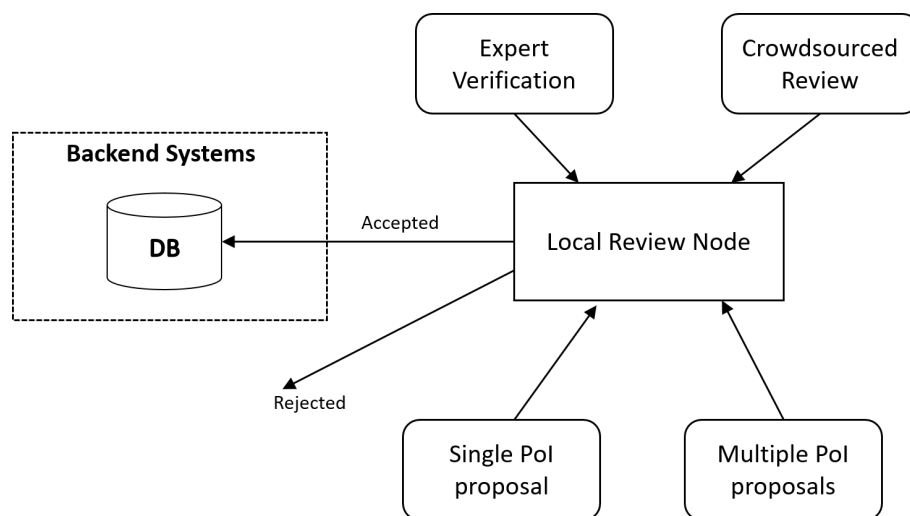 Expert
Verification
Crowdsourced
Review
Backend Systems
DB
Accepted
Local Review Node
Rejected
Single PoI
proposal
Multiple PoI
proposals